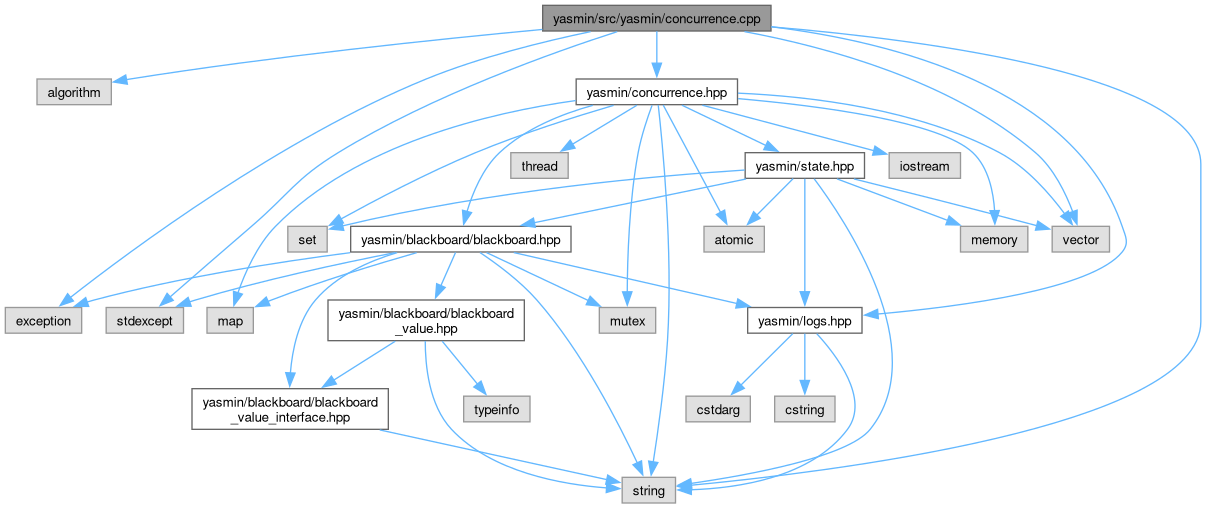 yasmin/src/yasmin/concurrence.cpp
algorithm
yasmin/concurrence.hpp
thread
yasmin/state.hpp
iostream
set
yasmin/blackboard/blackboard.hpp
atomic
memory
vector
exception
stdexcept
map
yasmin/blackboard/blackboard
_value.hpp
mutex
yasmin/logs.hpp
yasmin/blackboard/blackboard
_value_interface.hpp
typeinfo
cstdarg
cstring
string